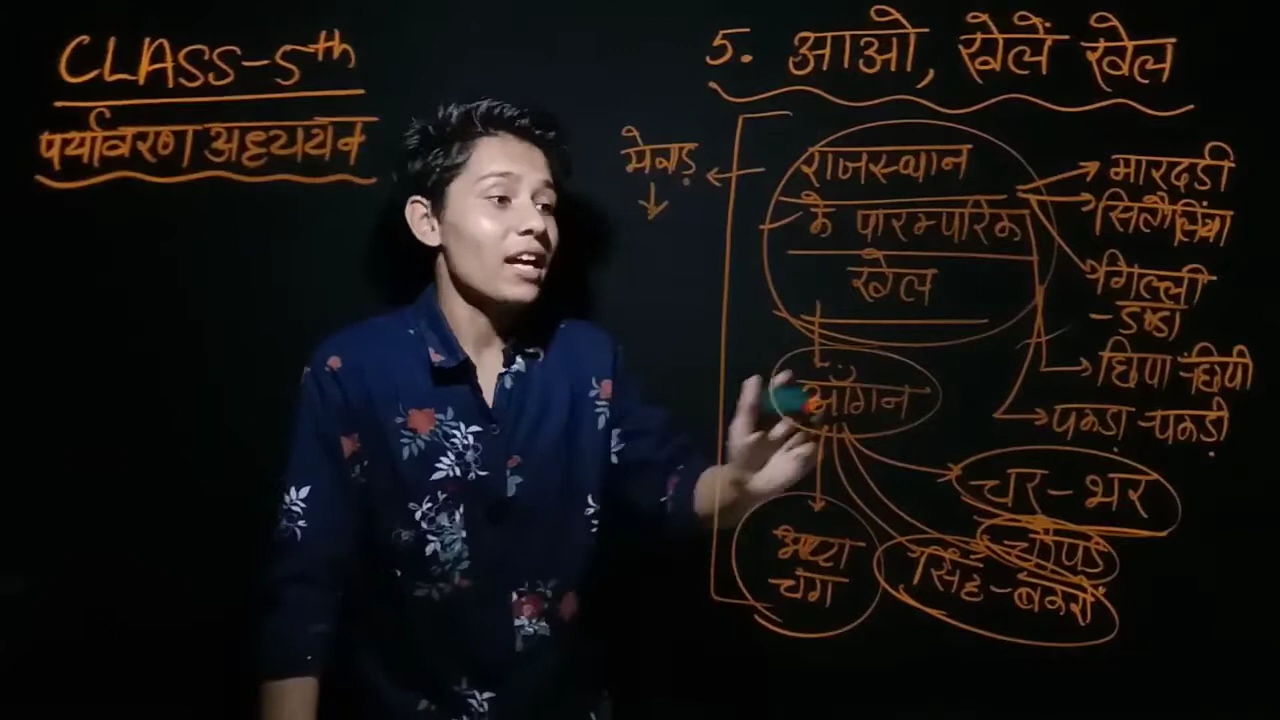 CLASS-5th
पर्यावरण अध्ययन
5. आओ, खेलें खेल
मेवाड़
राजस्थान
के पारम्परिक
खेल
मारदडी
सितौलिया
गिल्ली
-डण्डा
छिपा-छिपी
पकड़ा-पकड़ी
आँगन
चर-भर
चौपड़
सिंह-बकरी
चंग